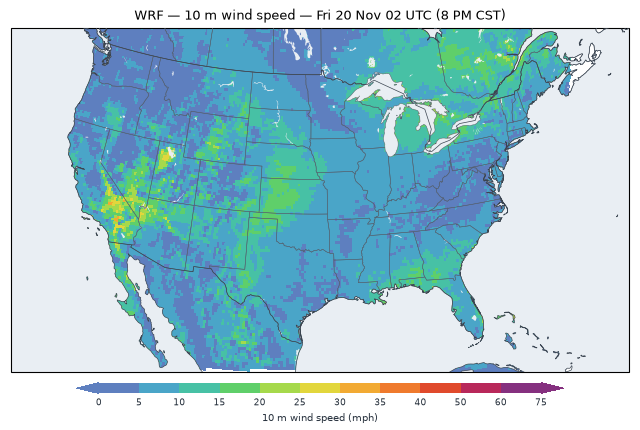 WRF — 10 m wind speed — Fri 20 Nov 02 UTC (8 PM CST)
0 5 10 15 20 25 30 35 40 50 60 75
10 m wind speed (mph)